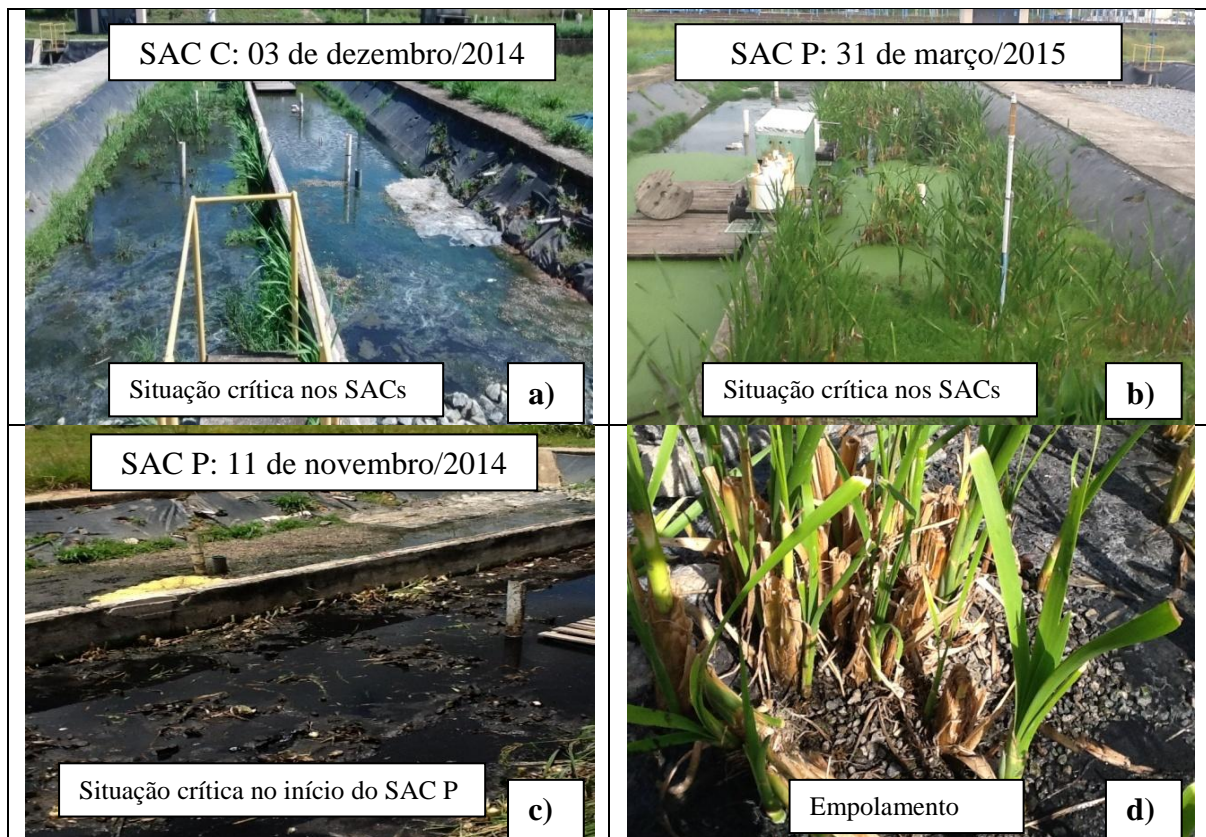 SAC C: 03 de dezembro/2014
Situação crítica nos SACs
a)
SAC P: 31 de março/2015
Situação crítica nos SACs
b)
SAC P: 11 de novembro/2014
Situação crítica no início do SAC P
c)
Empolamento
d)